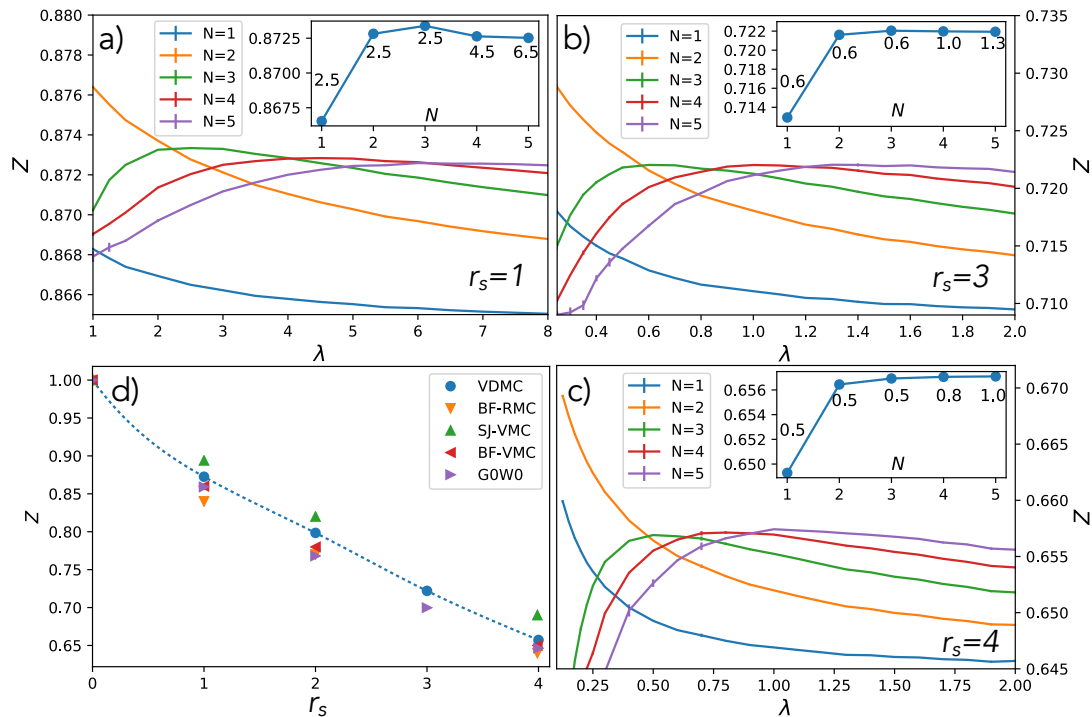 a)
N=1
N=2
N=3
N=4
N=5
0.880
0.878
0.876
0.874
0.872
0.870
0.868
0.866
Z
1 2 3 4 5 6 7 8
λ
r_s=1
0.8725
0.8700
0.8675
2.5 2.5 2.5 4.5 6.5
1 2 3 4 5
N
b)
N=1
N=2
N=3
N=4
N=5
0.735
0.730
0.725
0.720
0.715
0.710
Z
0.4 0.6 0.8 1.0 1.2 1.4 1.6 1.8 2.0
λ
r_s=3
0.722
0.720
0.718
0.716
0.714
0.6 0.6 0.6 1.0 1.3
1 2 3 4 5
N
d)
VDMC
BF-RMC
SJ-VMC
BF-VMC
G0W0
1.00
0.95
0.90
0.85
0.80
0.75
0.70
0.65
Z
0 1 2 3 4
r_s
c)
N=1
N=2
N=3
N=4
N=5
0.670
0.665
0.660
0.655
0.650
0.645
Z
0.25 0.50 0.75 1.00 1.25 1.50 1.75 2.00
λ
r_s=4
0.656
0.654
0.652
0.650
0.5 0.5 0.5 0.8 1.0
1 2 3 4 5
N